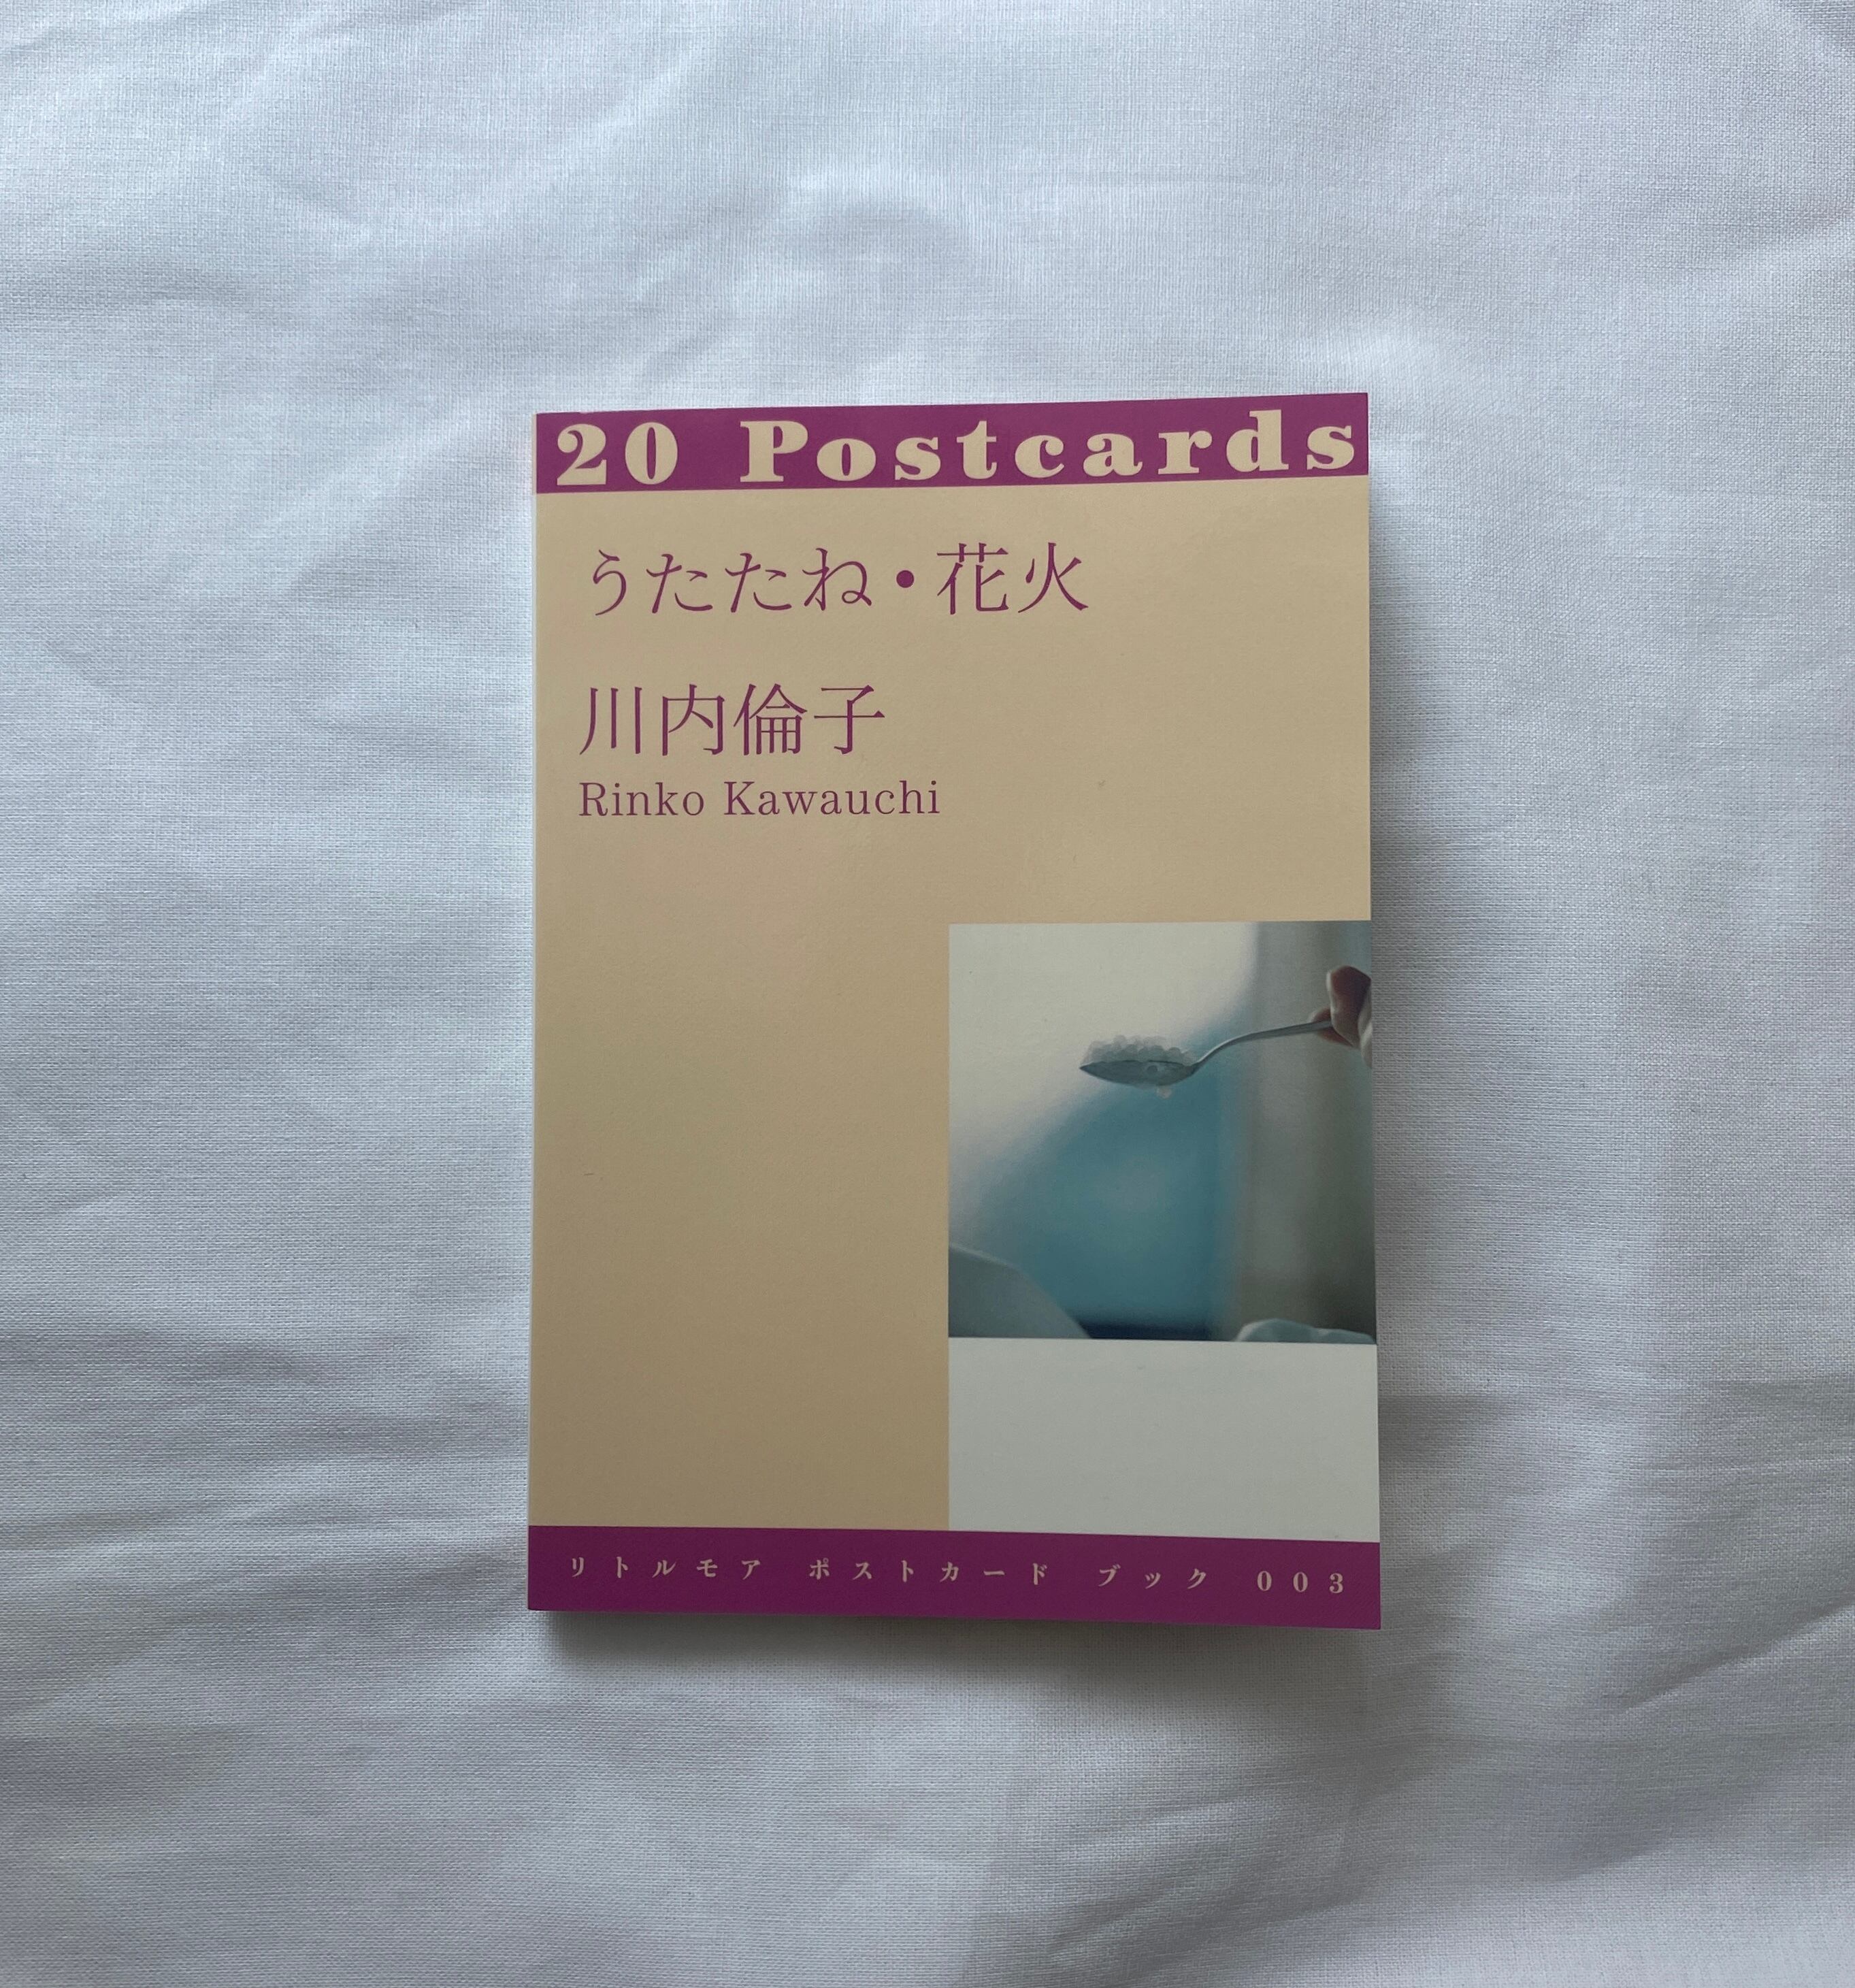 20 Postcards
うたたね・花火
川内倫子
Rinko Kawauchi
リトルモア ポストカード ブック 003